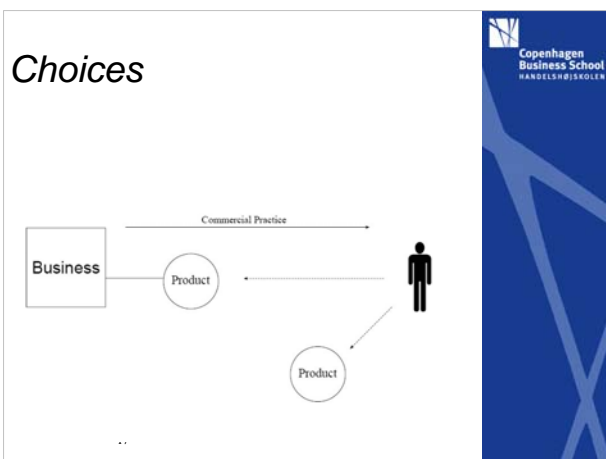 Choices
Copenhagen
Business School
HANDELSHØJSKOLEN
Commercial Practice
Business
Product
Product